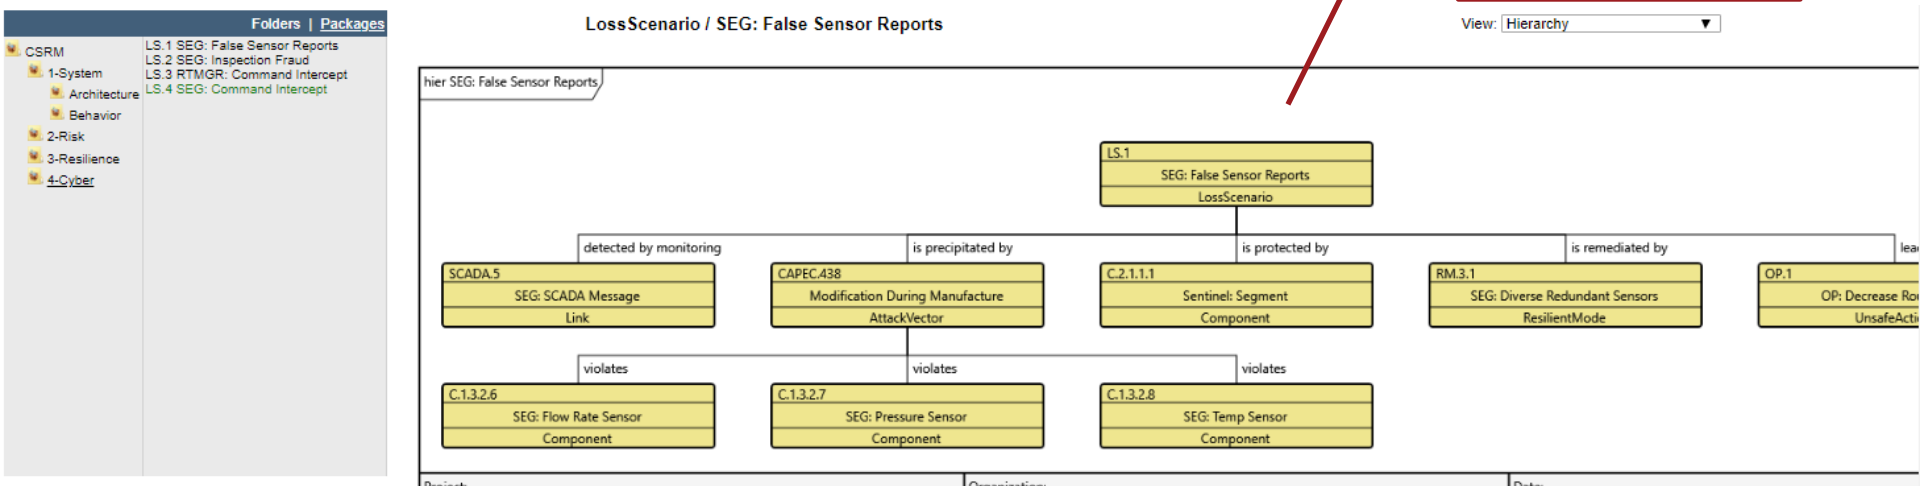 Folders | Packages
CSRM
1-System
Architecture
Behavior
2-Risk
3-Resilience
4-Cyber
LS.1 SEG: False Sensor Reports
LS.2 SEG: Inspection Fraud
LS.3 RTMGR: Command Intercept
LS.4 SEG: Command Intercept
LossScenario / SEG: False Sensor Reports
View: Hierarchy
hier SEG: False Sensor Reports
LS.1
SEG: False Sensor Reports
LossScenario
detected by monitoring
is precipitated by
is protected by
is remediated by
SCADA.5
SEG: SCADA Message
Link
CAPEC.438
Modification During Manufacture
AttackVector
C.2.1.1.1
Sentinel: Segment
Component
RM.3.1
SEG: Diverse Redundant Sensors
ResilientMode
OP.1
OP: Decrease
violates
violates
violates
C.1.3.2.6
SEG: Flow Rate Sensor
Component
C.1.3.2.7
SEG: Pressure Sensor
Component
C.1.3.2.8
SEG: Temp Sensor
Component